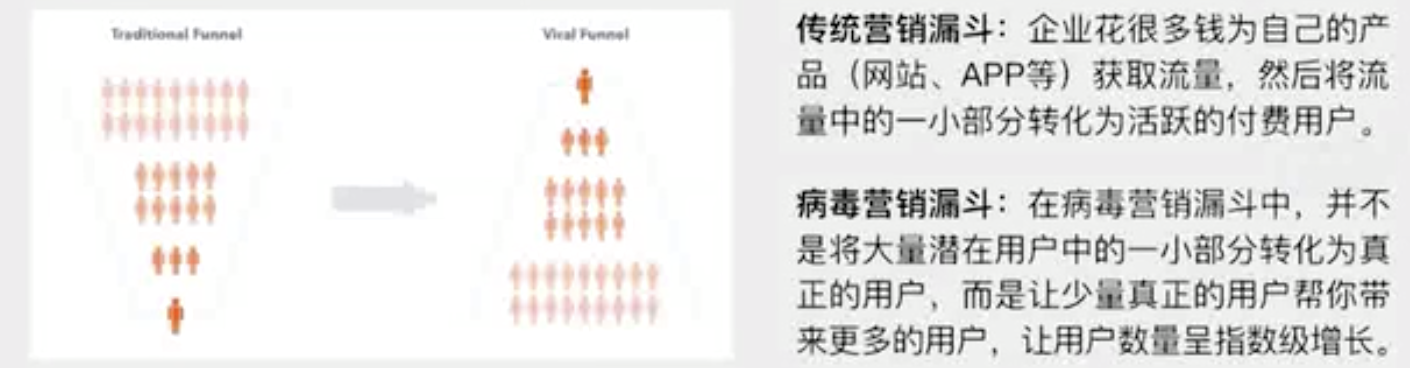 Traditional Funnel
Viral Funnel
传统营销漏斗：企业花很多钱为自己的产
品（网站、APP等）获取流量，然后将流
量中的一小部分转化为活跃的付费用户。
病毒营销漏斗：在病毒营销漏斗中，并不
是将大量潜在用户中的一小部分转化为真
正的用户，而是让少量真正的用户帮你带
来更多的用户，让用户数量呈指数级增长。